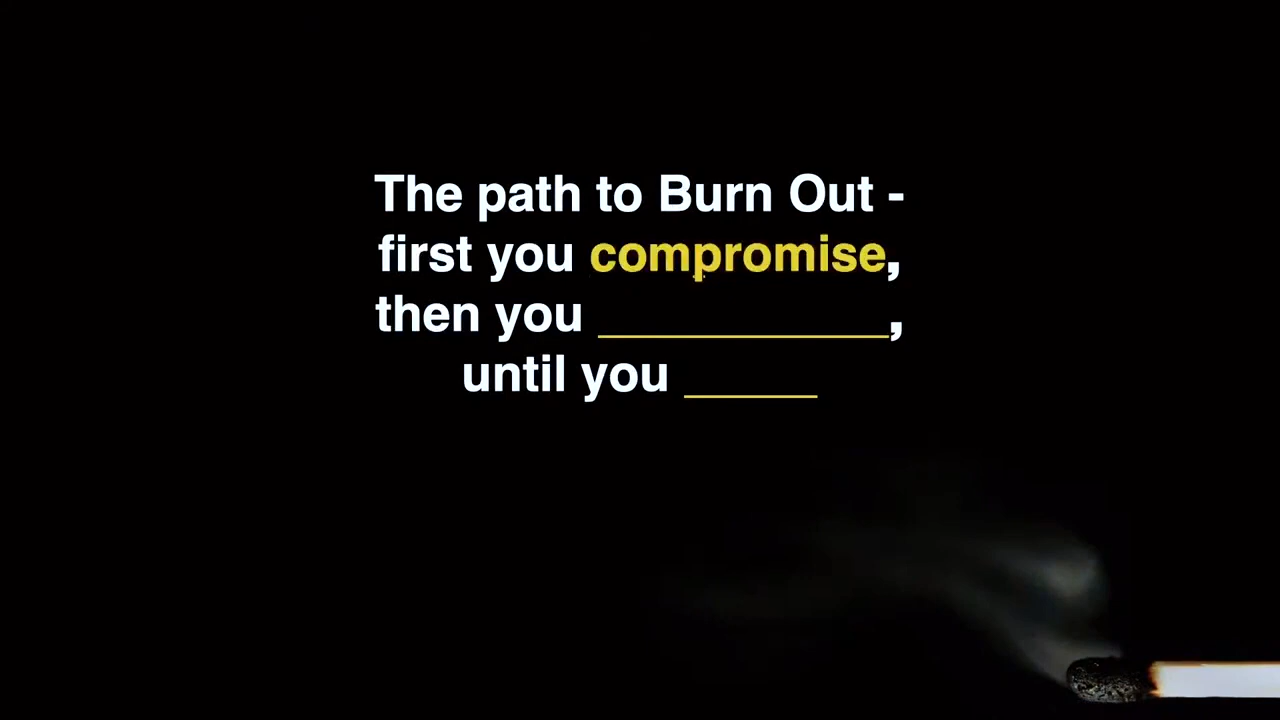 The path to Burn Out -
first you compromise,
then you ___________,
until you _____